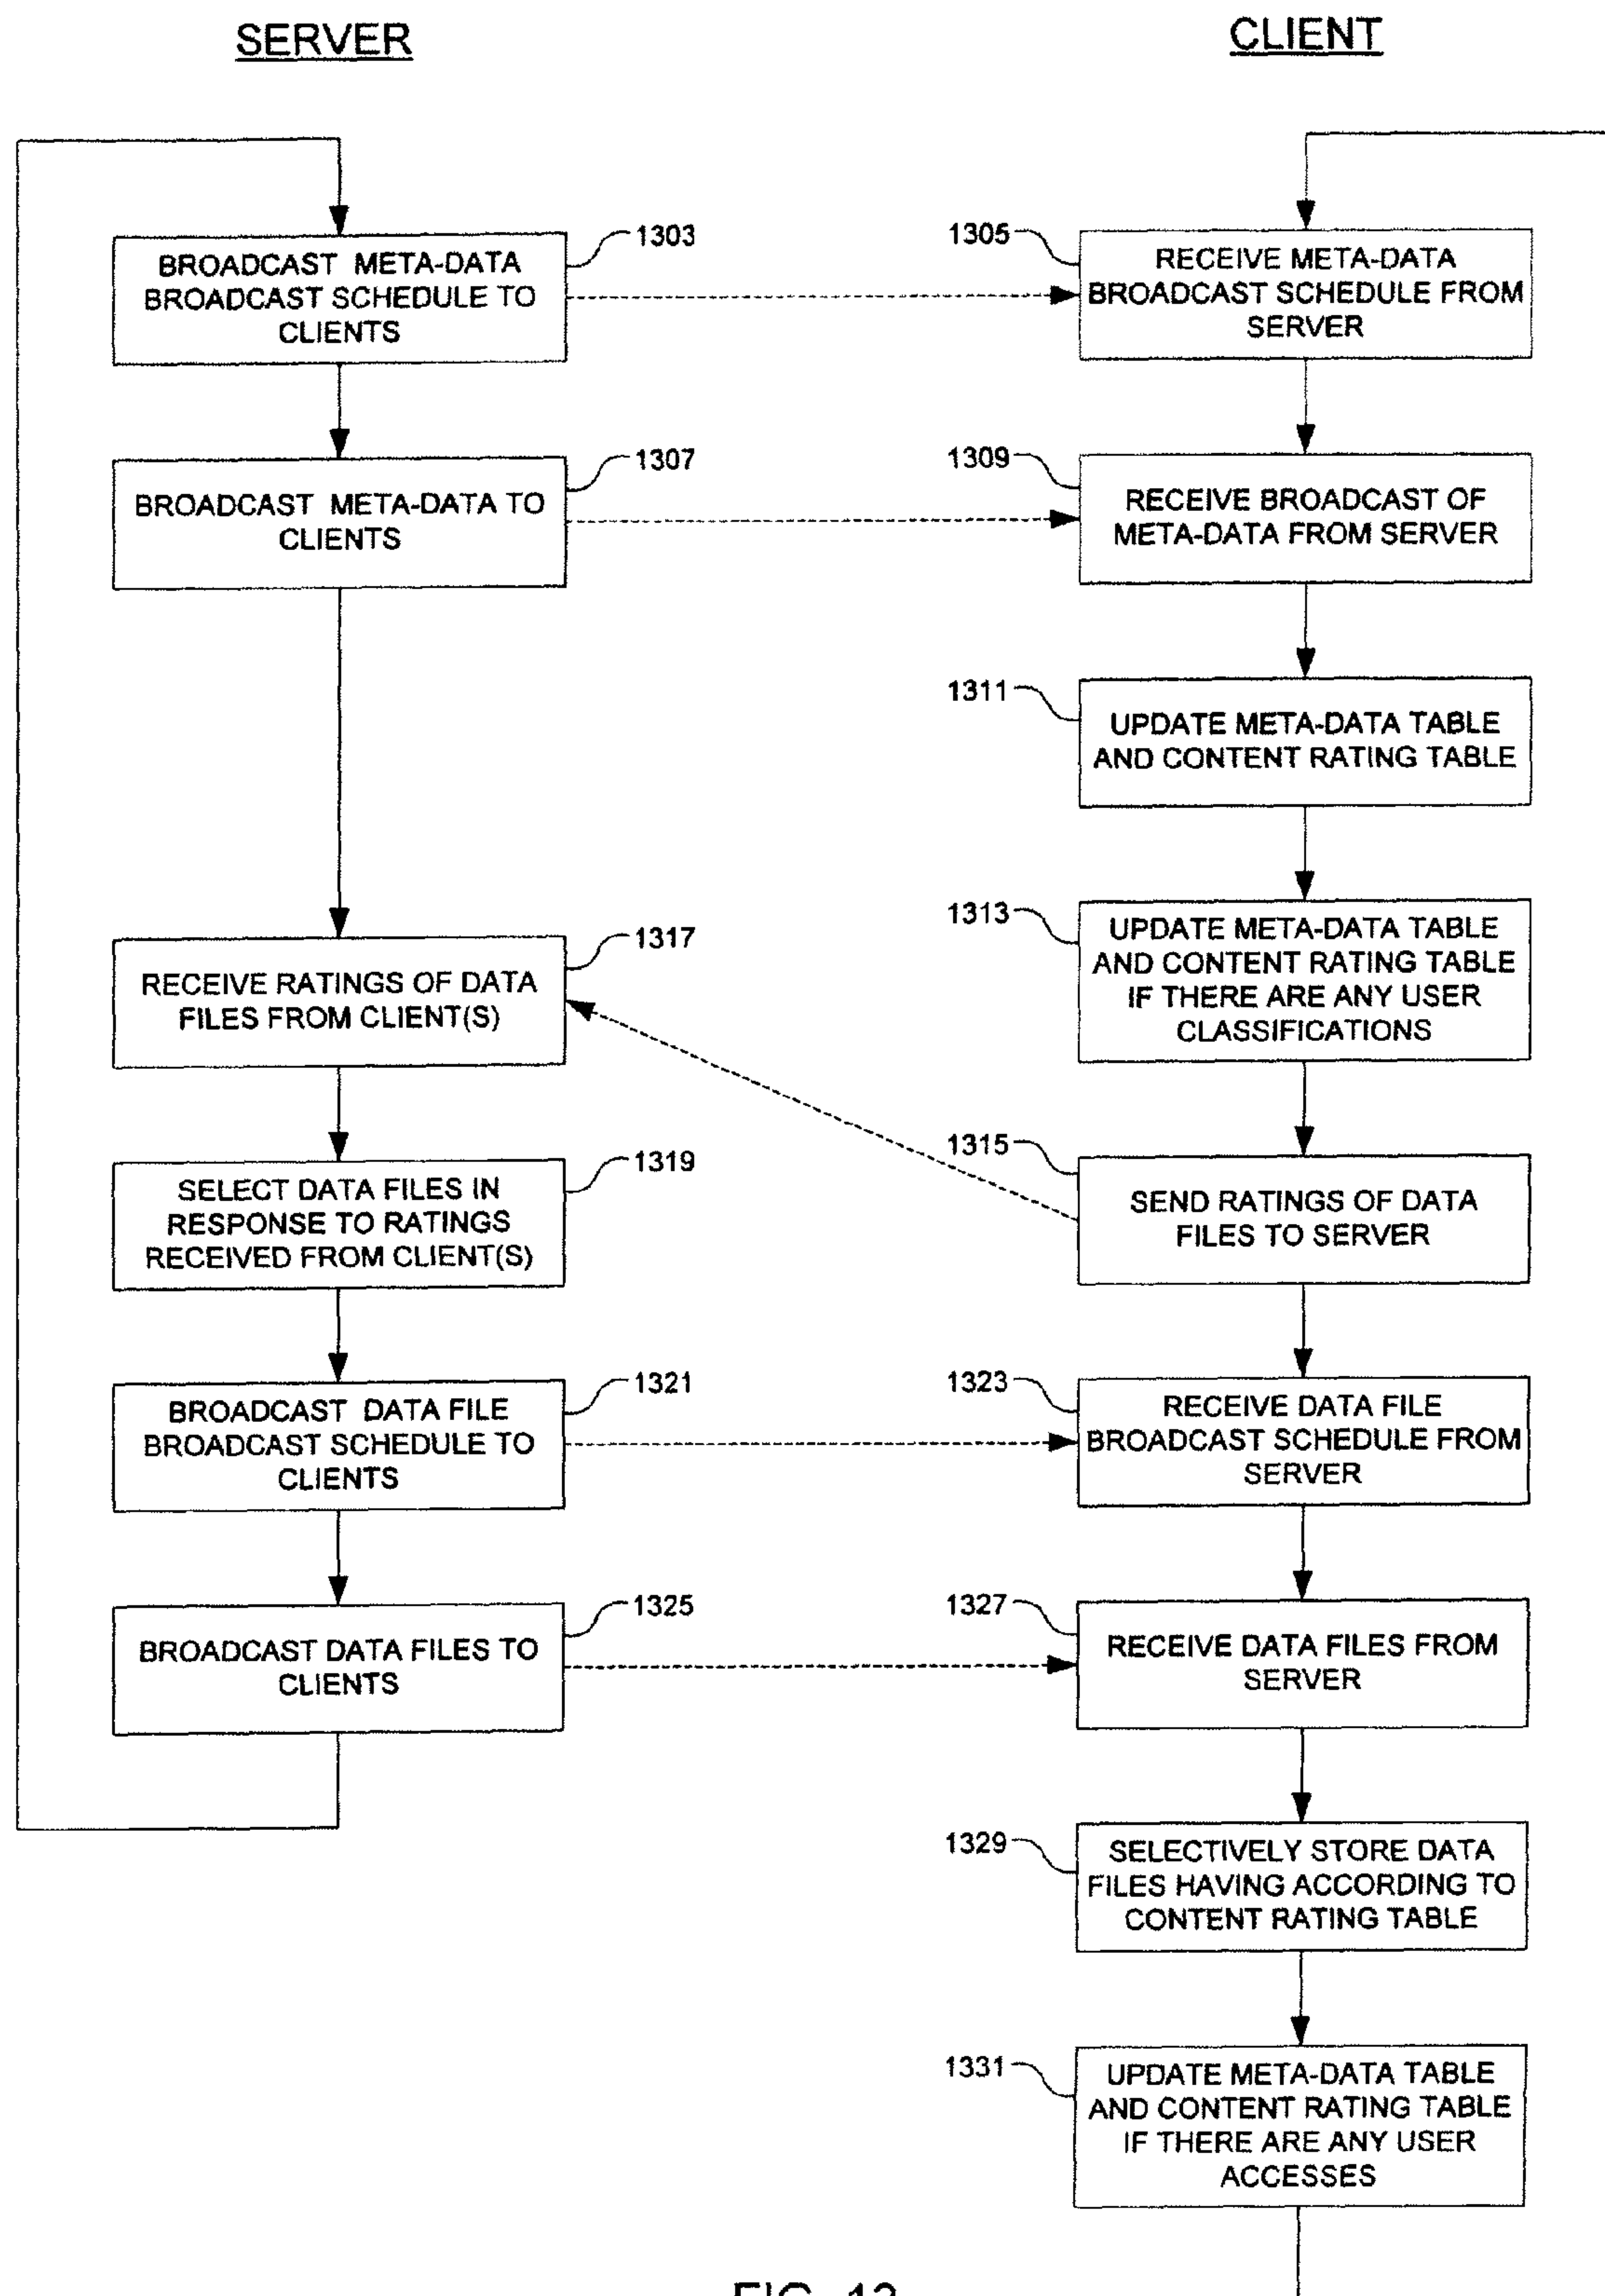 SERVER
CLIENT
1303
BROADCAST META-DATA
BROADCAST SCHEDULE TO
CLIENTS
1305
RECEIVE META-DATA
BROADCAST SCHEDULE FROM
SERVER
1307
BROADCAST META-DATA TO
CLIENTS
1309
RECEIVE BROADCAST OF
META-DATA FROM SERVER
1311
UPDATE META-DATA TABLE
AND CONTENT RATING TABLE
1313
UPDATE META-DATA TABLE
AND CONTENT RATING TABLE
IF THERE ARE ANY USER
CLASSIFICATIONS
1317
RECEIVE RATINGS OF DATA
FILES FROM CLIENT(S)
1315
SEND RATINGS OF DATA
FILES TO SERVER
1319
SELECT DATA FILES IN
RESPONSE TO RATINGS
RECEIVED FROM CLIENT(S)
1321
BROADCAST DATA FILE
BROADCAST SCHEDULE TO
CLIENTS
1323
RECEIVE DATA FILE
BROADCAST SCHEDULE FROM
SERVER
1325
BROADCAST DATA FILES TO
CLIENTS
1327
RECEIVE DATA FILES FROM
SERVER
1329
SELECTIVELY STORE DATA
FILES HAVING ACCORDING TO
CONTENT RATING TABLE
1331
UPDATE META-DATA TABLE
AND CONTENT RATING TABLE
IF THERE ARE ANY USER
ACCESSES